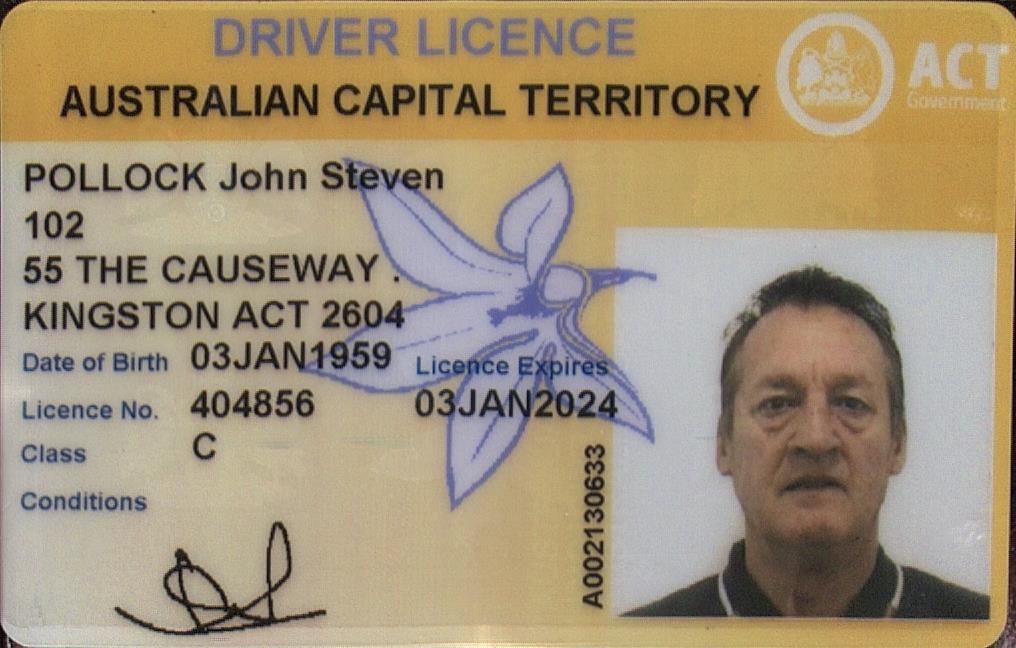 DRIVER LICENCE
AUSTRALIAN CAPITAL TERRITORY
ACT
Government
POLLOCK John Steven
102
55 THE CAUSEWAY .
KINGSTON ACT 2604
Date of Birth 03JAN1959
Licence Expires
Licence No. 404856
03JAN2024
Class C
Conditions
A002130633